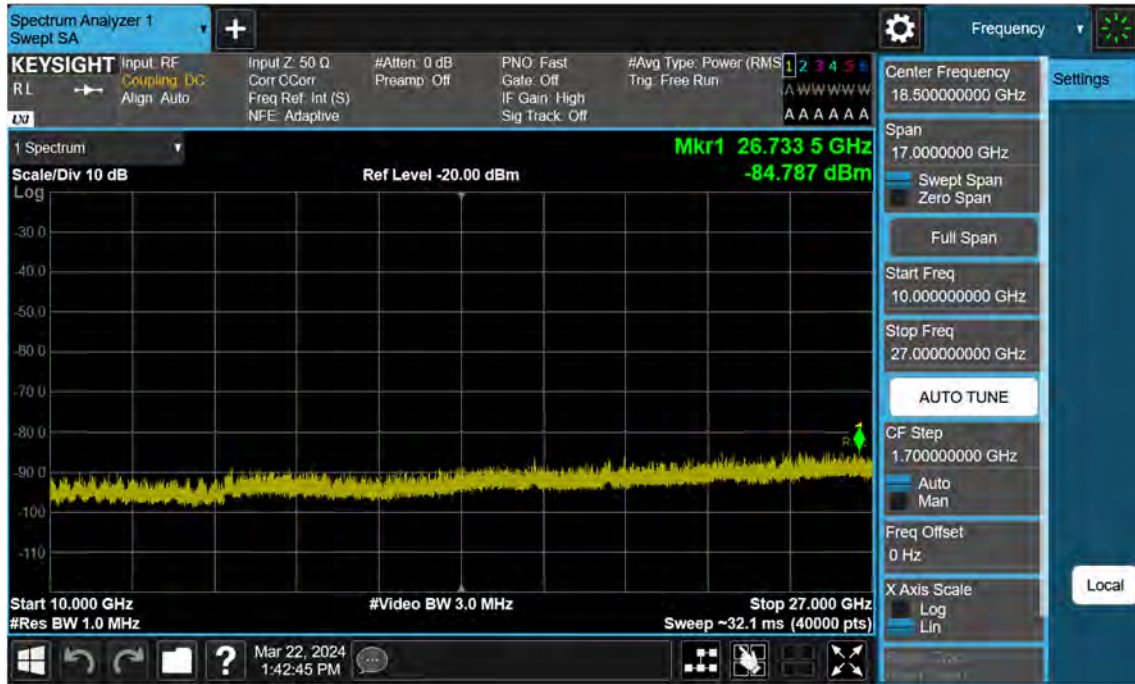 Spectrum Analyzer 1
Swept SA
+
Frequency
KEYSIGHT
Input: RF
Input Z: 50 Ω
#Atten: 0 dB
PNO: Fast
#Avg Type: Power (RMS
1 2 3 4 5 6
RL
Coupling: DC
Corr CCorr
Preamp: Off
Gate: Off
Trig: Free Run
Align: Auto
Freq Ref: Int (S)
IF Gain: High
A W W W W W
LXI
NFE: Adaptive
Sig Track: Off
A A A A A A
1 Spectrum
Mkr1 26.733 5 GHz
Scale/Div 10 dB
Ref Level -20.00 dBm
-84.787 dBm
Log
-30.0
-40.0
-50.0
-60.0
-70.0
-80.0
-90.0
-100
-110
Start 10.000 GHz
#Video BW 3.0 MHz
Stop 27.000 GHz
#Res BW 1.0 MHz
Sweep ~32.1 ms (40000 pts)
Center Frequency
18.500000000 GHz
Settings
Span
17.0000000 GHz
Swept Span
Zero Span
Full Span
Start Freq
10.000000000 GHz
Stop Freq
27.000000000 GHz
AUTO TUNE
CF Step
1.700000000 GHz
Auto
Man
Freq Offset
0 Hz
X Axis Scale
Log
Lin
Local
?
Mar 22, 2024
1:42:45 PM